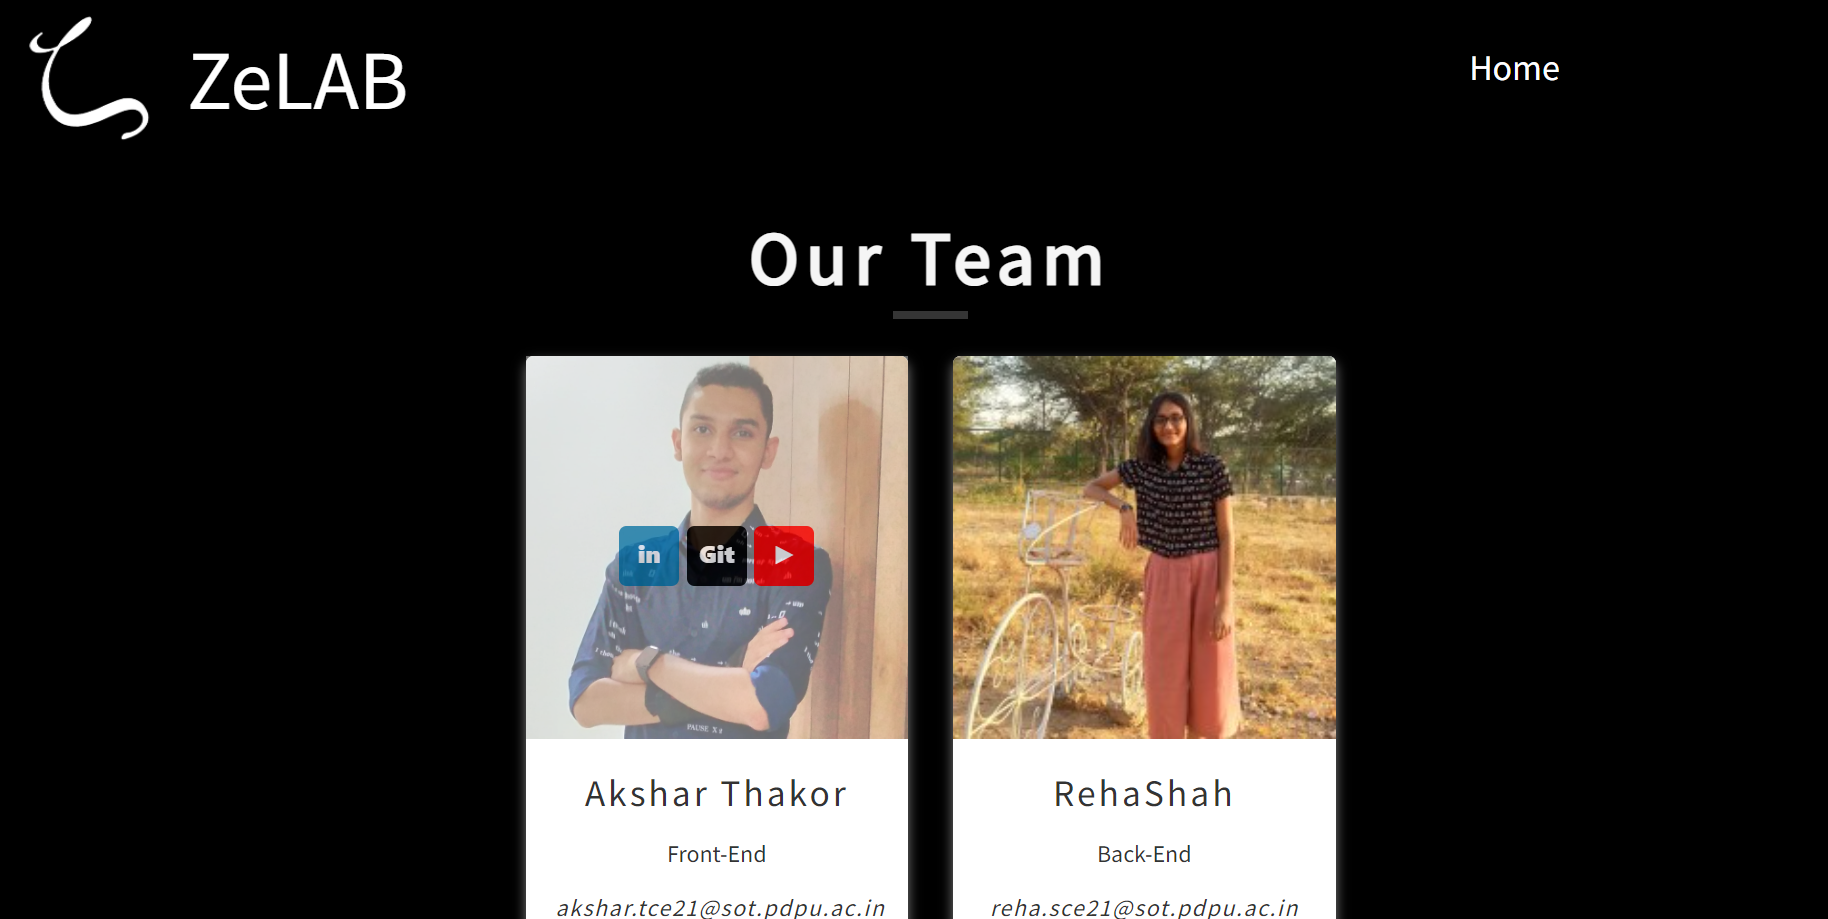 ZeLAB
Home
Our Team
in Git
PAUSE
Akshar Thakor
RehaShah
Front-End
Back-End
akshar.tce21@sot.pdpu.ac.in
reha.sce21@sot.pdpu.ac.in